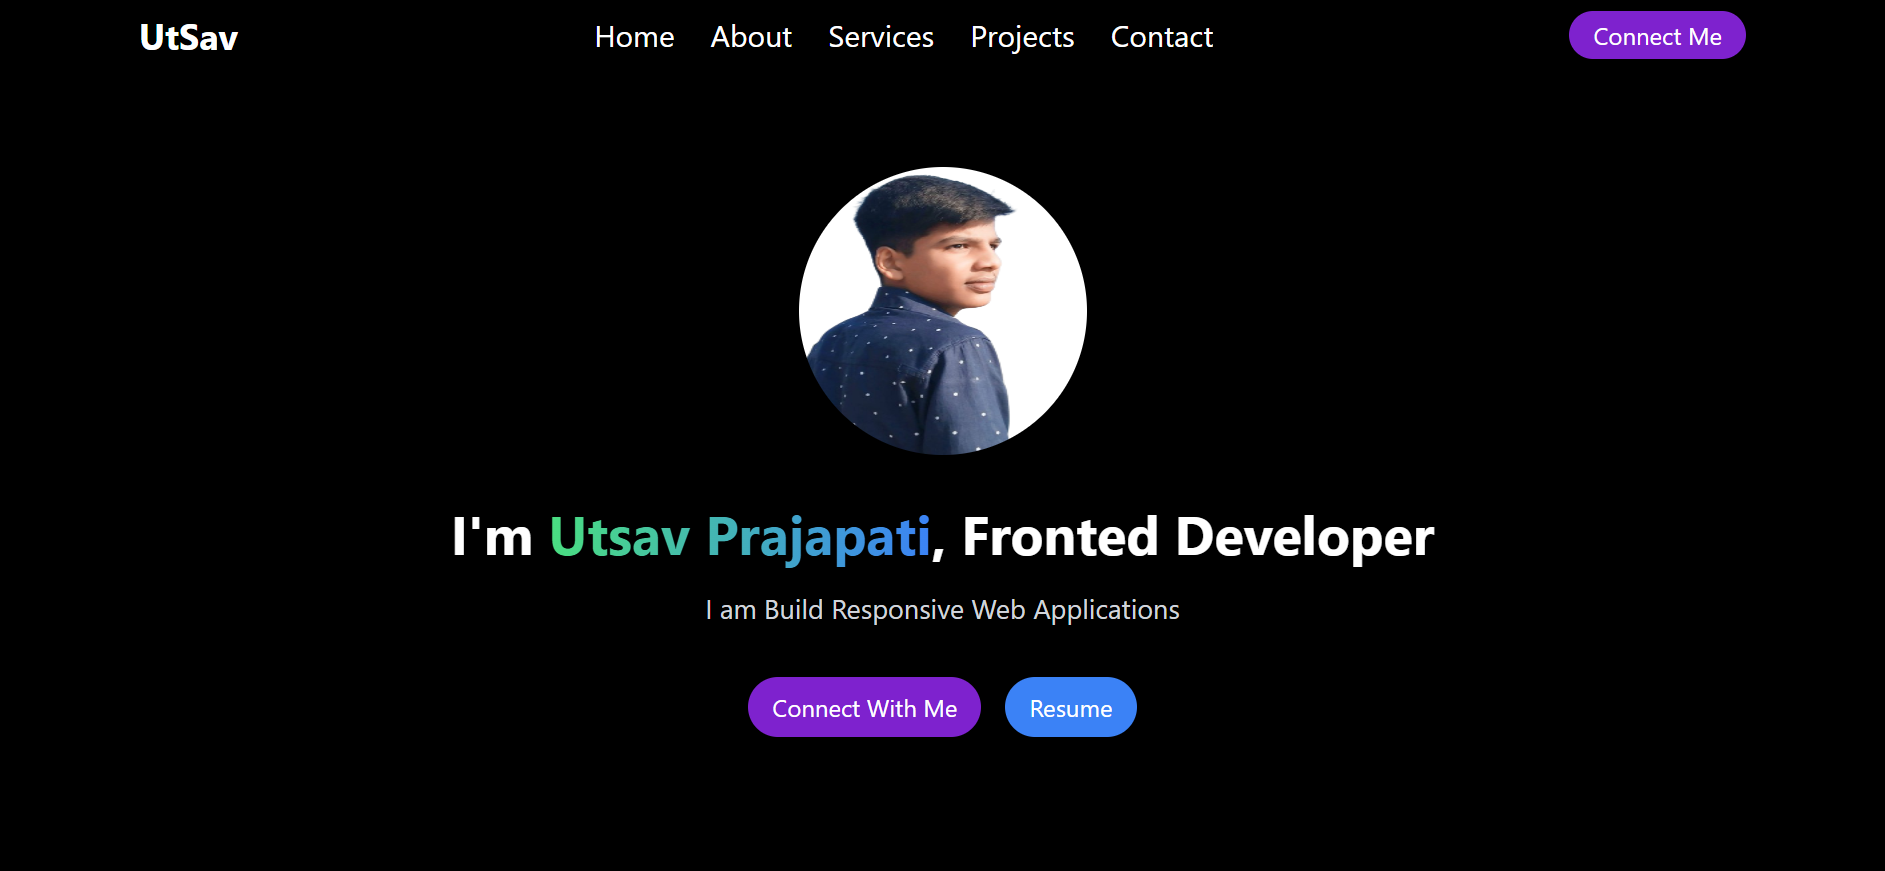 UtSav
Home About Services Projects Contact
Connect Me
I'm Utsav Prajapati, Fronted Developer
I am Build Responsive Web Applications
Connect With Me
Resume